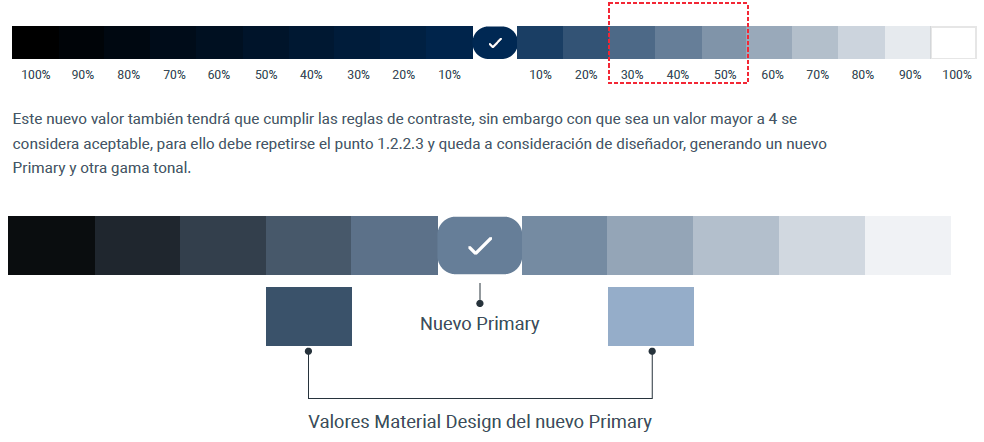 100% 90% 80% 70% 60% 50% 40% 30% 20% 10% 10% 20% 30% 40% 50% 60% 70% 80% 90% 100%
Este nuevo valor también tendrá que cumplir las reglas de contraste, sin embargo con que sea un valor mayor a 4 se
considera aceptable, para ello debe repetirse el punto 1.2.2.3 y queda a consideración de diseñador, generando un nuevo
Primary y otra gama tonal.
Nuevo Primary
Valores Material Design del nuevo Primary